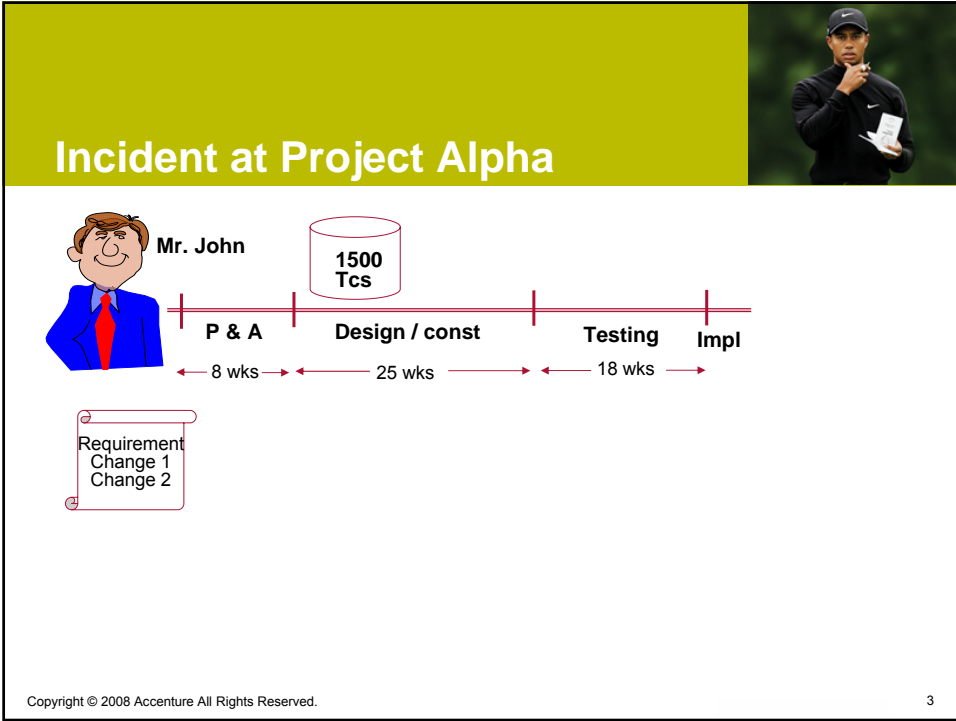 Incident at Project Alpha
Mr. John
1500
Tcs
P & A
Design / const
Testing
Impl
8 wks
25 wks
18 wks
Requirement
Change 1
Change 2
Copyright © 2008 Accenture All Rights Reserved.
3